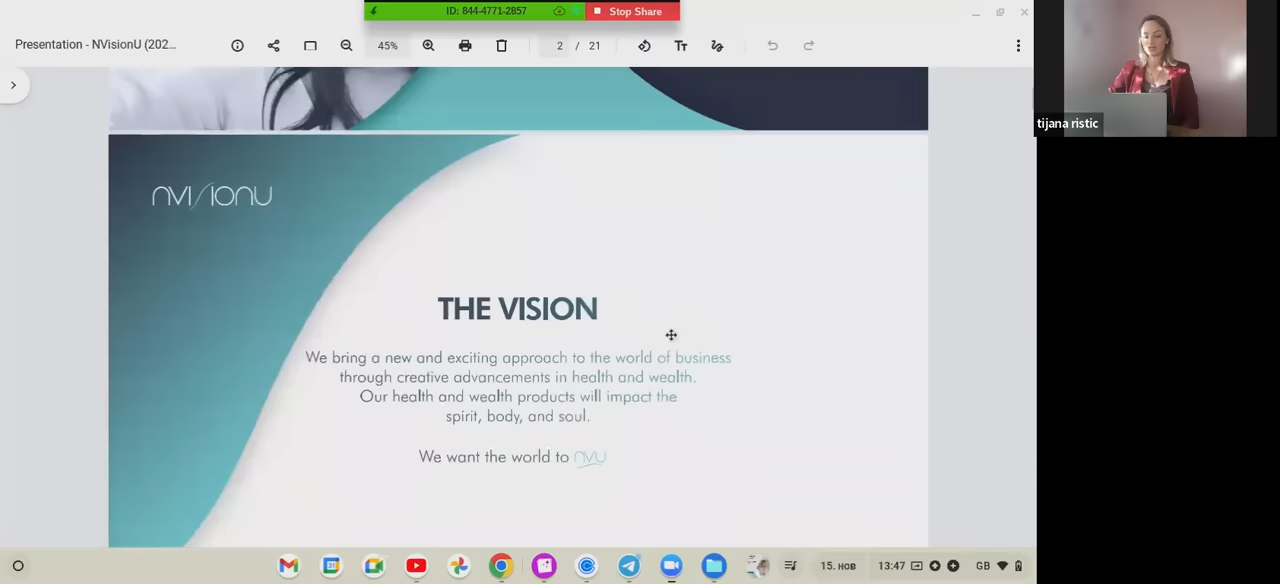 ID: 844-4771-2857
Stop Share
Presentation - NVisionU (202...
45%
2 / 21
tijana ristic
nvisionu
THE VISION
We bring a new and exciting approach to the world of business
through creative advancements in health and wealth.
Our health and wealth products will impact the
spirit, body, and soul.
We want the world to nvu
15. нов
13:47
GB